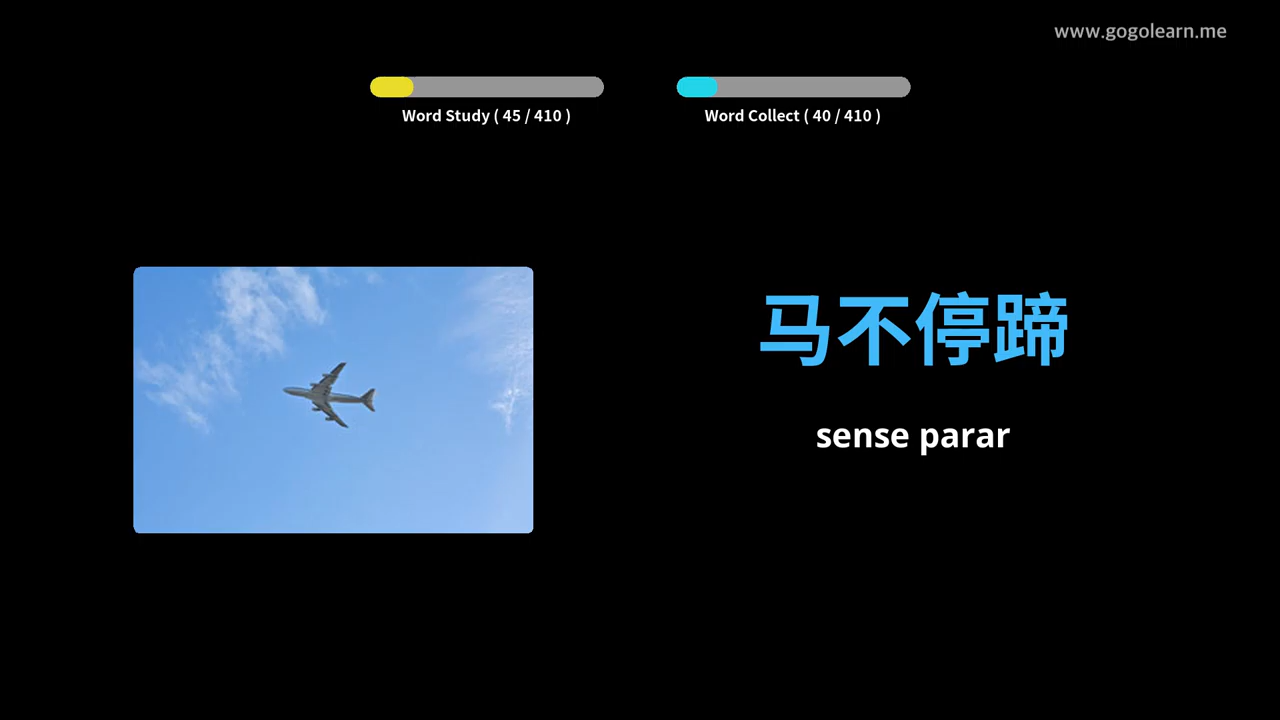 www.gogolearn.me
Word Study ( 45 / 410 )
Word Collect ( 40 / 410 )
马不停蹄
sense parar